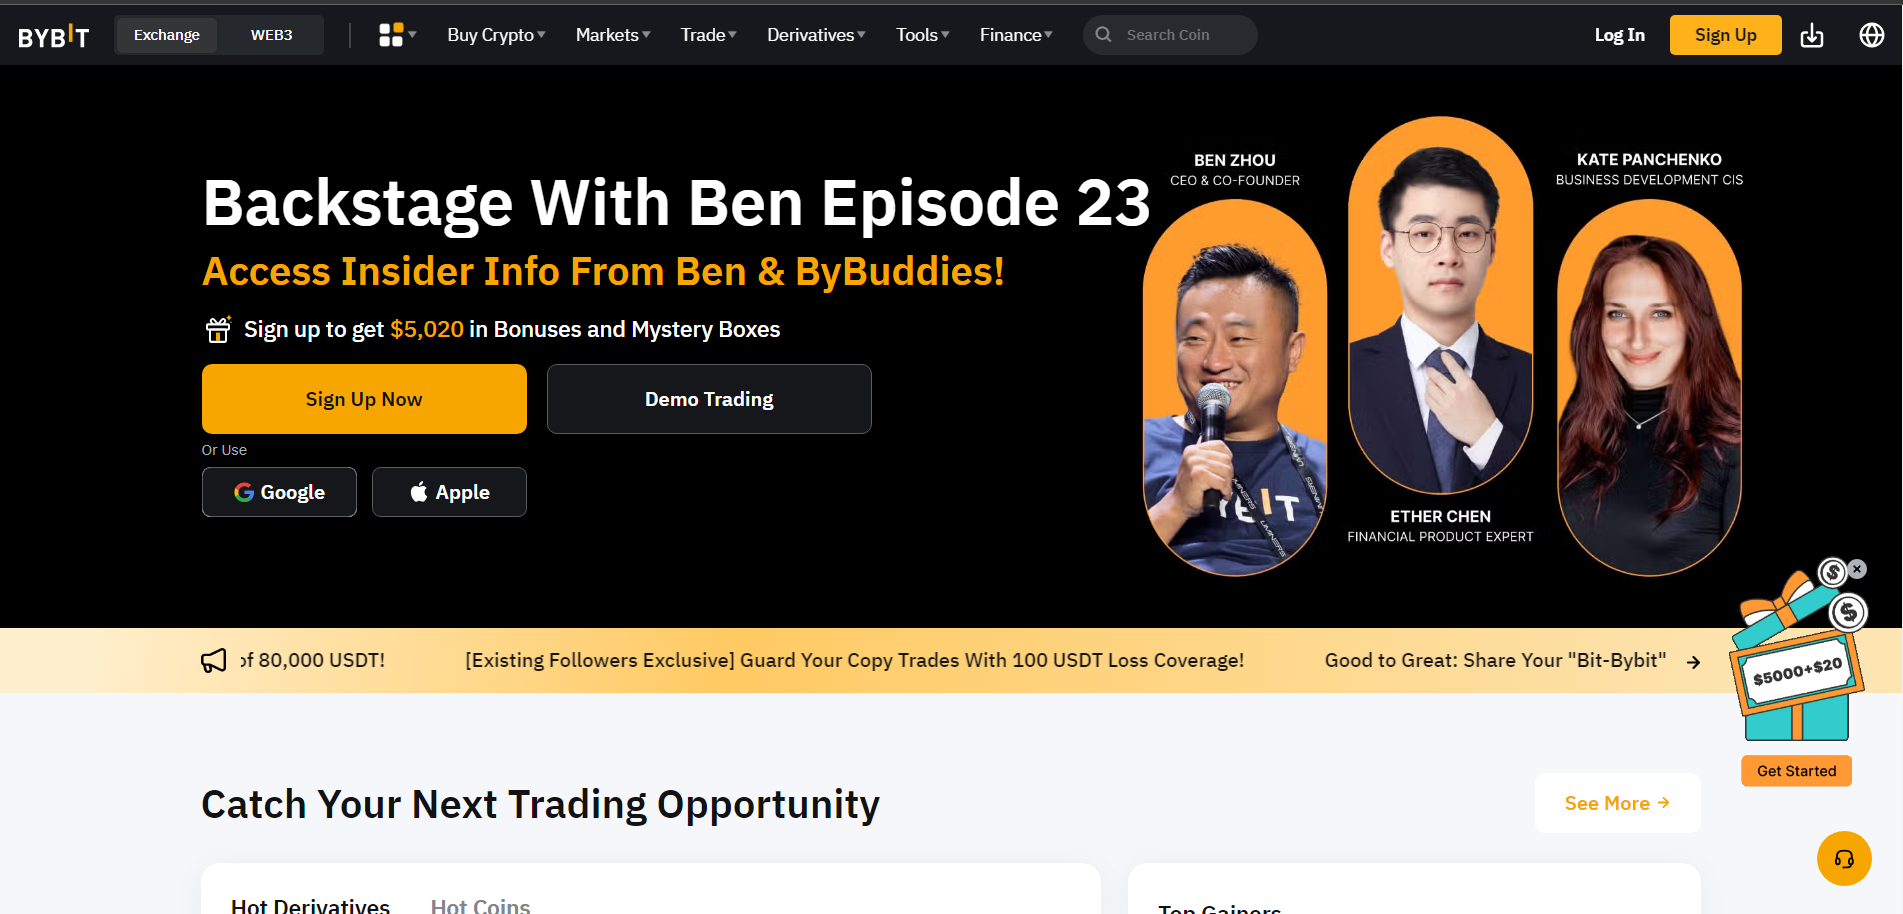 BYBIT
Exchange WEB3 Buy Crypto Markets Trade Derivatives Tools Finance Search Coin Log In Sign Up
Backstage With Ben Episode 23
Access Insider Info From Ben & ByBuddies!
Sign up to get $5,020 in Bonuses and Mystery Boxes
Sign Up Now
Demo Trading
Or Use
Google
Apple
BEN ZHOU
CEO & CO-FOUNDER
KATE PANCHENKO
BUSINESS DEVELOPMENT CIS
ETHER CHEN
FINANCIAL PRODUCT EXPERT
of 80,000 USDT!
[Existing Followers Exclusive] Guard Your Copy Trades With 100 USDT Loss Coverage!
Good to Great: Share Your "Bit-Bybit"
$5000+$20
Get Started
Catch Your Next Trading Opportunity
See More
Hot Derivatives
Hot Coins
Top Gainers